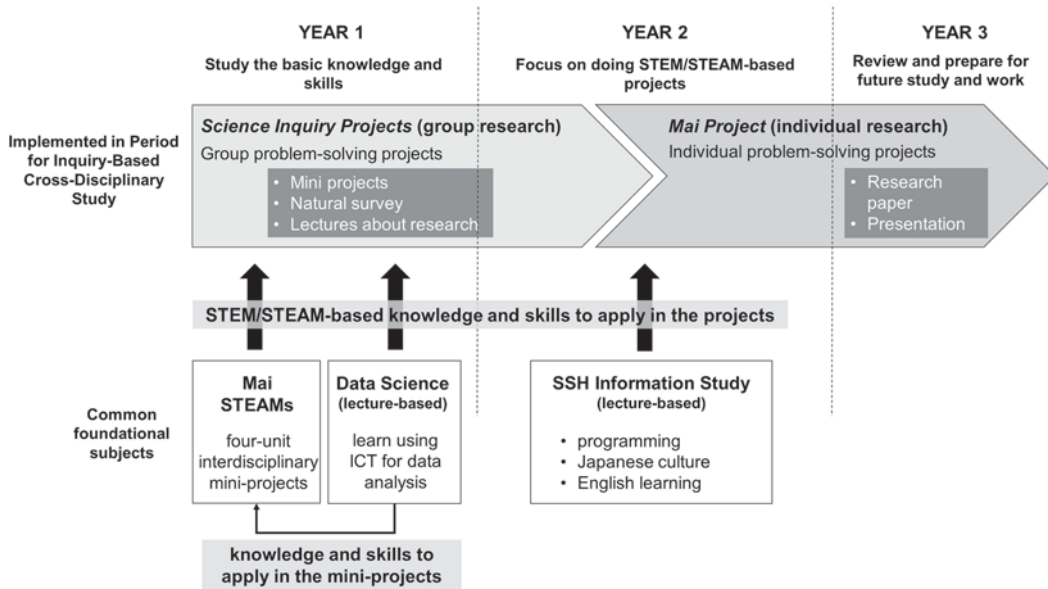 YEAR 1
Study the basic knowledge and
skills
YEAR 2
Focus on doing STEM/STEAM-based
projects
YEAR 3
Review and prepare for
future study and work
Implemented in Period
for Inquiry-Based
Cross-Disciplinary
Study
Science Inquiry Projects (group research)
Group problem-solving projects
• Mini projects
• Natural survey
• Lectures about research
Mai Project (individual research)
Individual problem-solving projects
• Research
paper
• Presentation
STEM/STEAM-based knowledge and skills to apply in the projects
Common
foundational
subjects
Mai
STEAMs
four-unit
interdisciplinary
mini-projects
Data Science
(lecture-based)
learn using
ICT for data
analysis
SSH Information Study
(lecture-based)
• programming
• Japanese culture
• English learning
knowledge and skills to
apply in the mini-projects